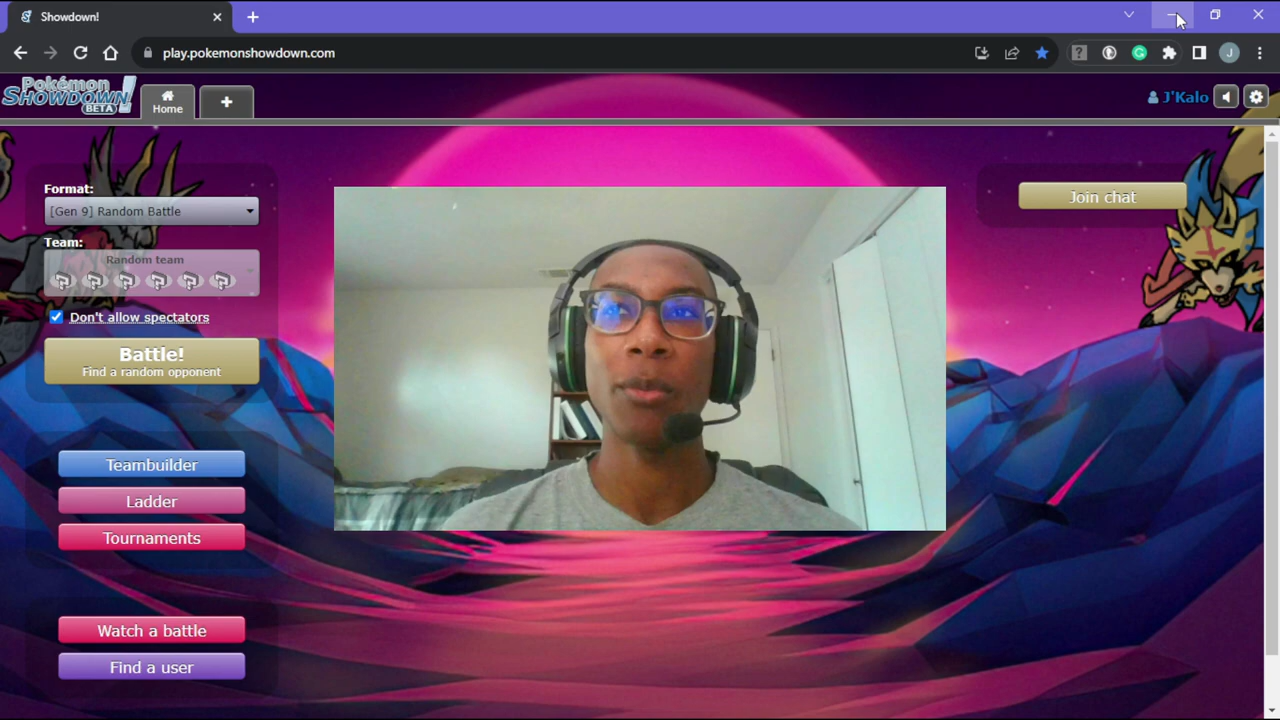 Showdown!
play.pokemonshowdown.com
J
Pokémon
SHOWDOWN!
BETA
Home
J'Kalo
Format:
[Gen 9] Random Battle
Team:
Random team
Don't allow spectators
Battle!
Find a random opponent
Teambuilder
Ladder
Tournaments
Watch a battle
Find a user
Join chat